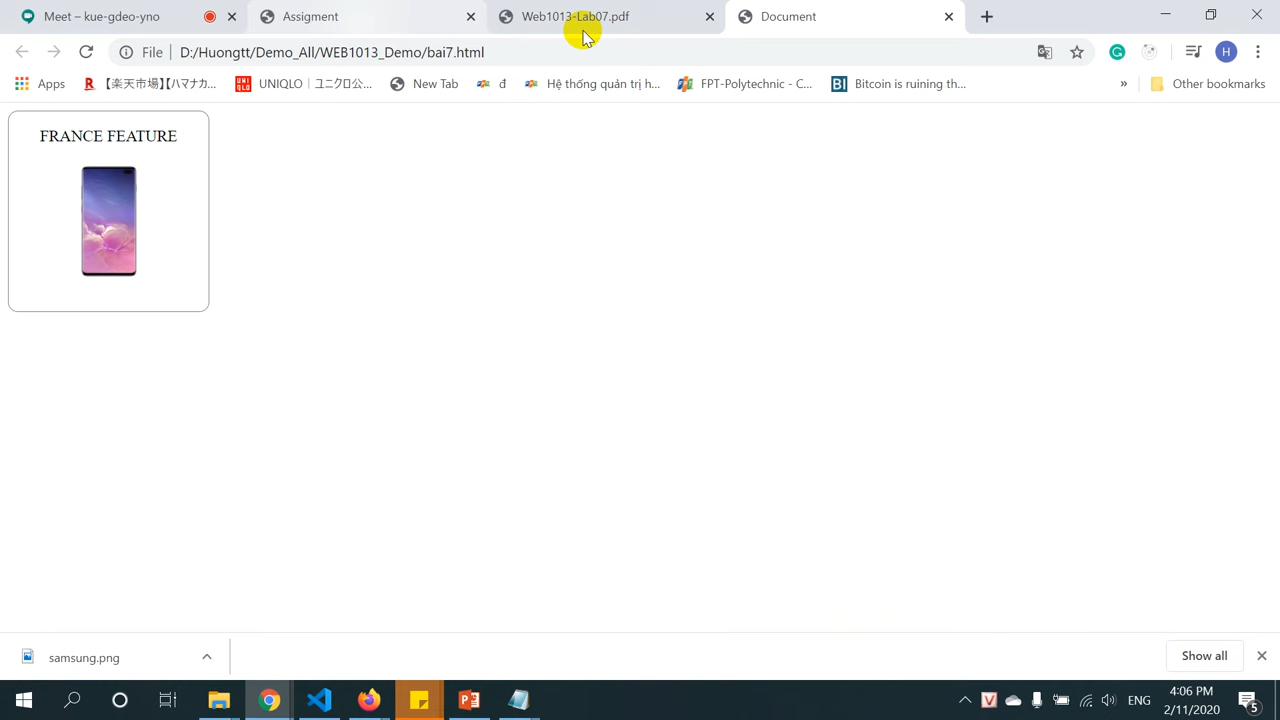 Meet – kue-gdeo-yno
Assigment
Web1013-Lab07.pdf
Document
File
D:/Huongtt/Demo_All/WEB1013_Demo/bai7.html
H
Apps
【楽天市場】【ハマナカ...
UNIQLO｜ユニクロ公...
New Tab
đ
Hệ thống quản trị h...
FPT-Polytechnic - C...
BI
Bitcoin is ruining th...
»
Other bookmarks
FRANCE FEATURE
samsung.png
Show all
ENG
4:06 PM
2/11/2020
5